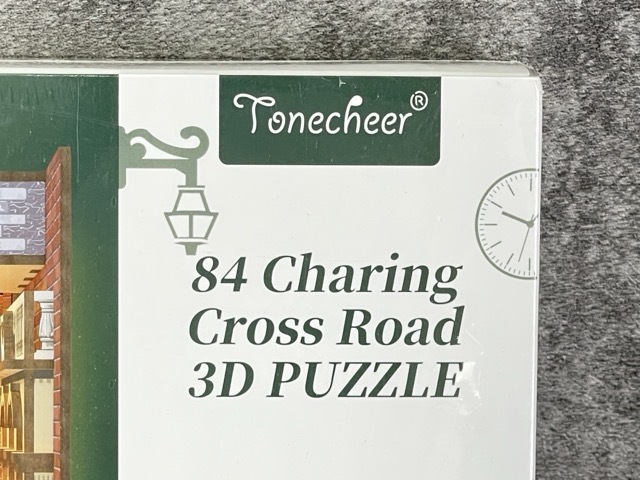 Tonecheer®
84 Charing
Cross Road
3D PUZZLE